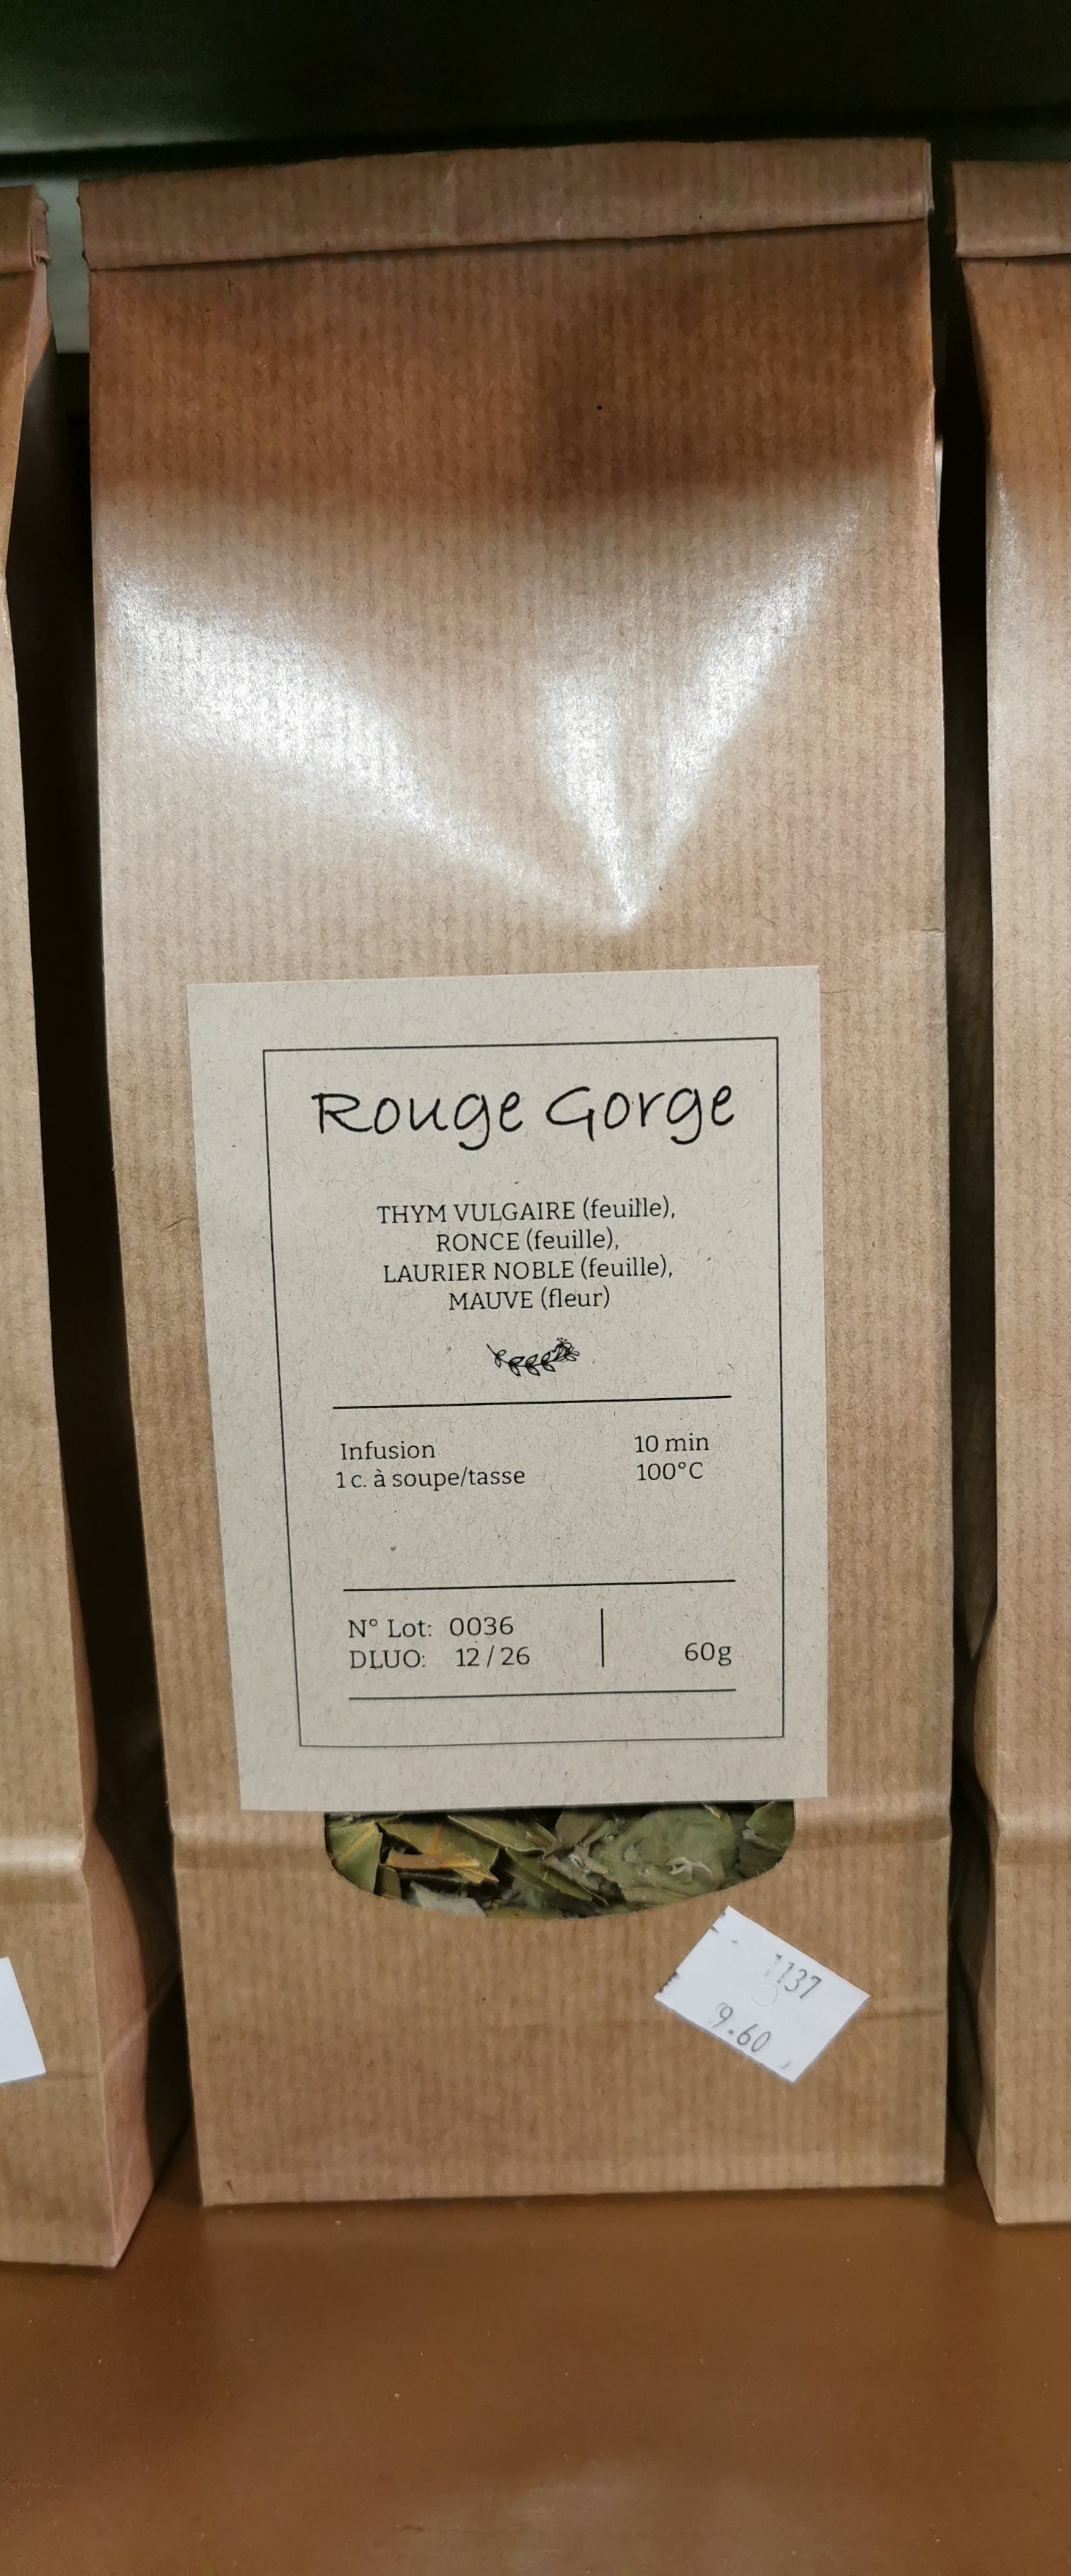 Rouge Gorge
THYM VULGAIRE (feuille),
RONCE (feuille),
LAURIER NOBLE (feuille),
MAUVE (fleur)
Infusion 10 min
1 c. à soupe/tasse 100°C
N° Lot: 0036
DLUO: 12/26 60g
1137
9.60